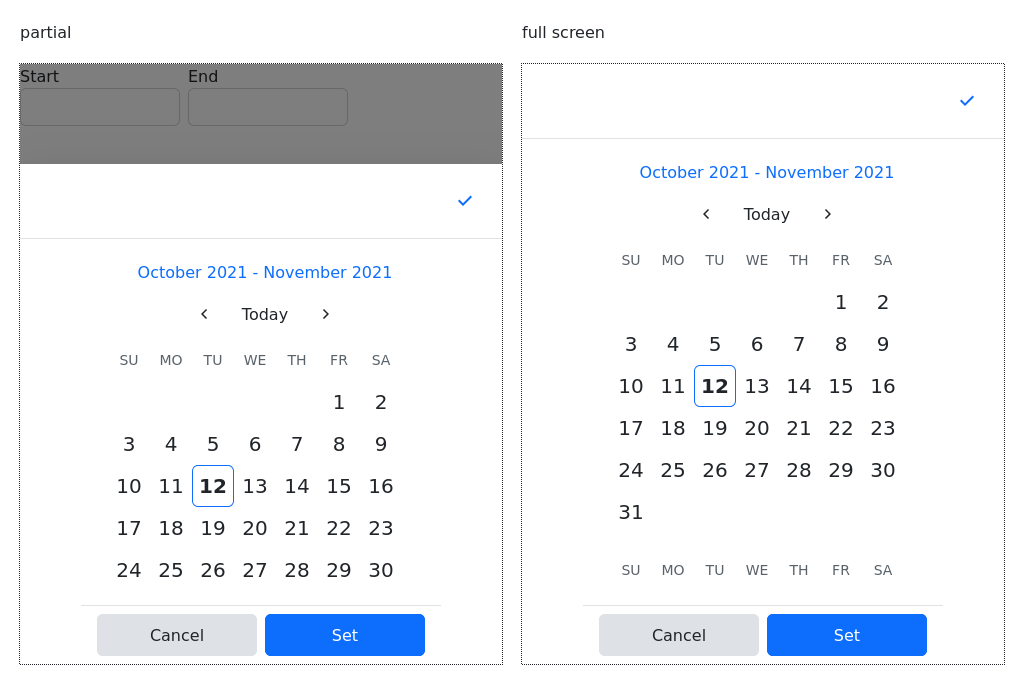 partial
Start End
October 2021 - November 2021
Today
SU MO TU WE TH FR SA
1 2
3 4 5 6 7 8 9
10 11 12 13 14 15 16
17 18 19 20 21 22 23
24 25 26 27 28 29 30
Cancel Set
full screen
October 2021 - November 2021
Today
SU MO TU WE TH FR SA
1 2
3 4 5 6 7 8 9
10 11 12 13 14 15 16
17 18 19 20 21 22 23
24 25 26 27 28 29 30
31
SU MO TU WE TH FR SA
Cancel Set